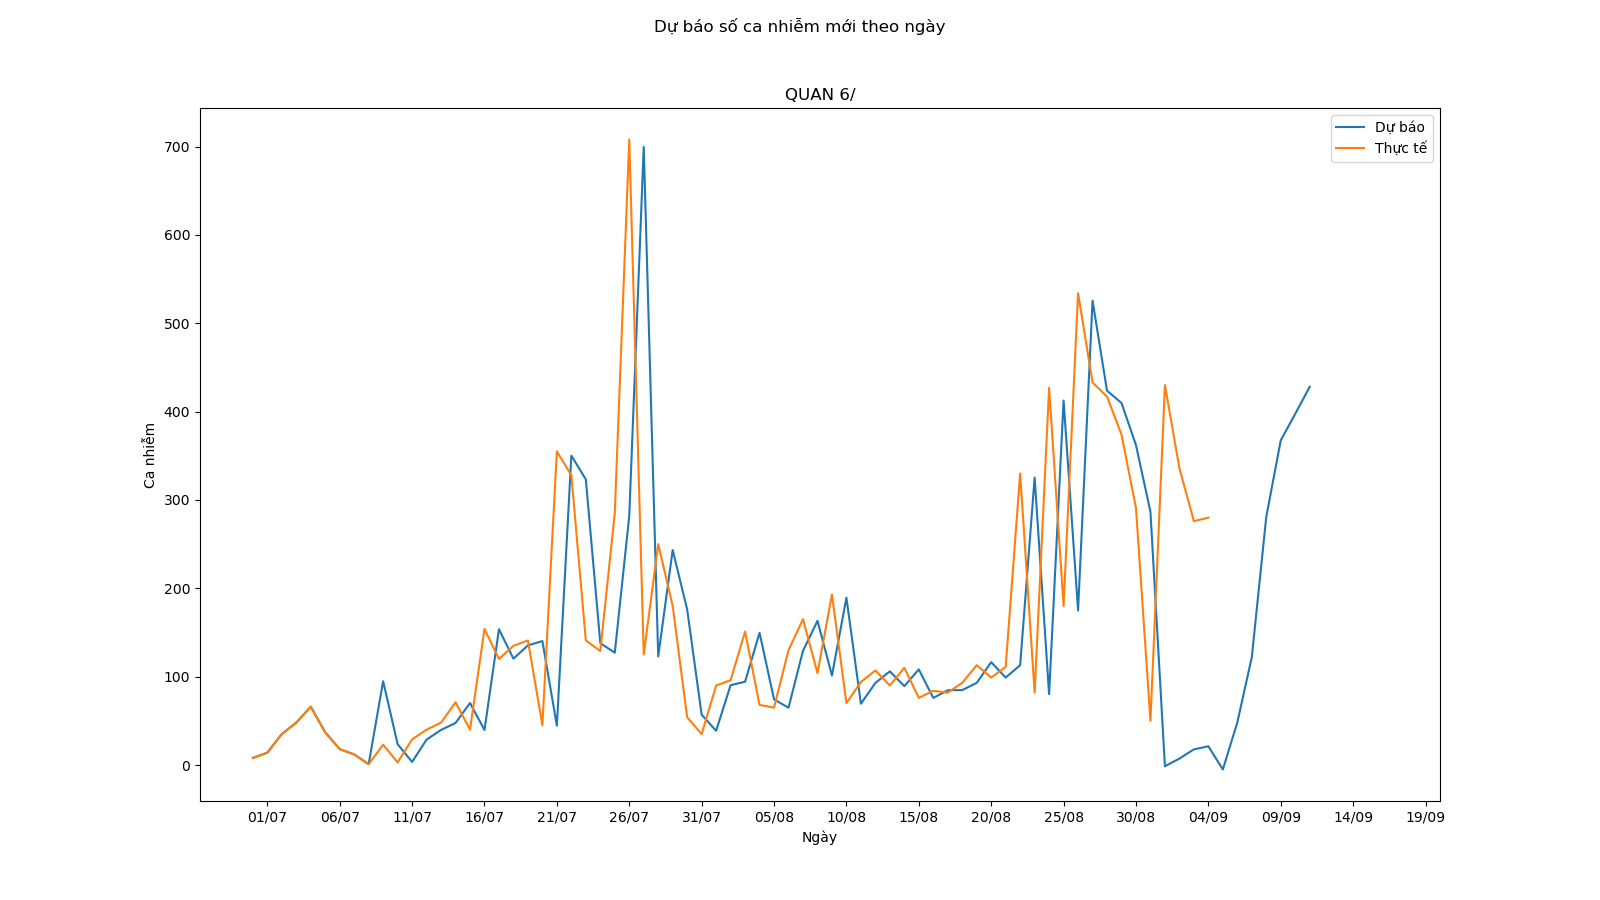 Dự báo số ca nhiễm mới theo ngày
QUAN 6/
Dự báo
Thực tế
700
600
500
400
300
200
100
0
Ca nhiễm
01/07 06/07 11/07 16/07 21/07 26/07 31/07 05/08 10/08 15/08 20/08 25/08 30/08 04/09 09/09 14/09 19/09
Ngày